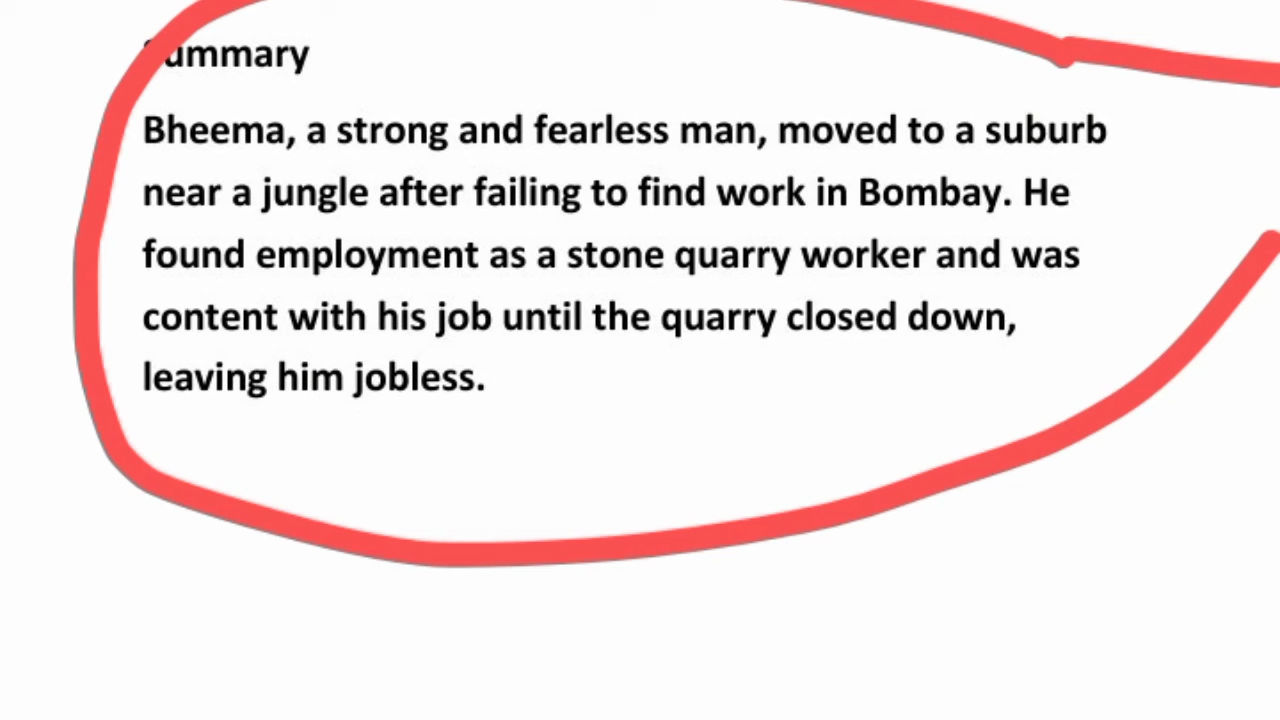 Summary
Bheema, a strong and fearless man, moved to a suburb
near a jungle after failing to find work in Bombay. He
found employment as a stone quarry worker and was
content with his job until the quarry closed down,
leaving him jobless.